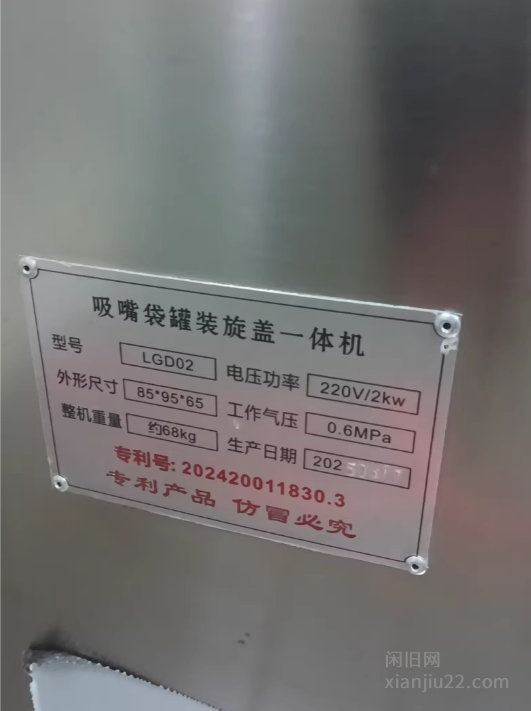 吸嘴袋罐装旋盖一体机
型号 LGD02 电压功率 220V/2kw
外形尺寸 85*95*65 工作气压 0.6MPa
整机重量 约68kg 生产日期 20250317
专利号: 202420011830.3
专利产品 仿冒必究
闲旧网
xianjiu22.com